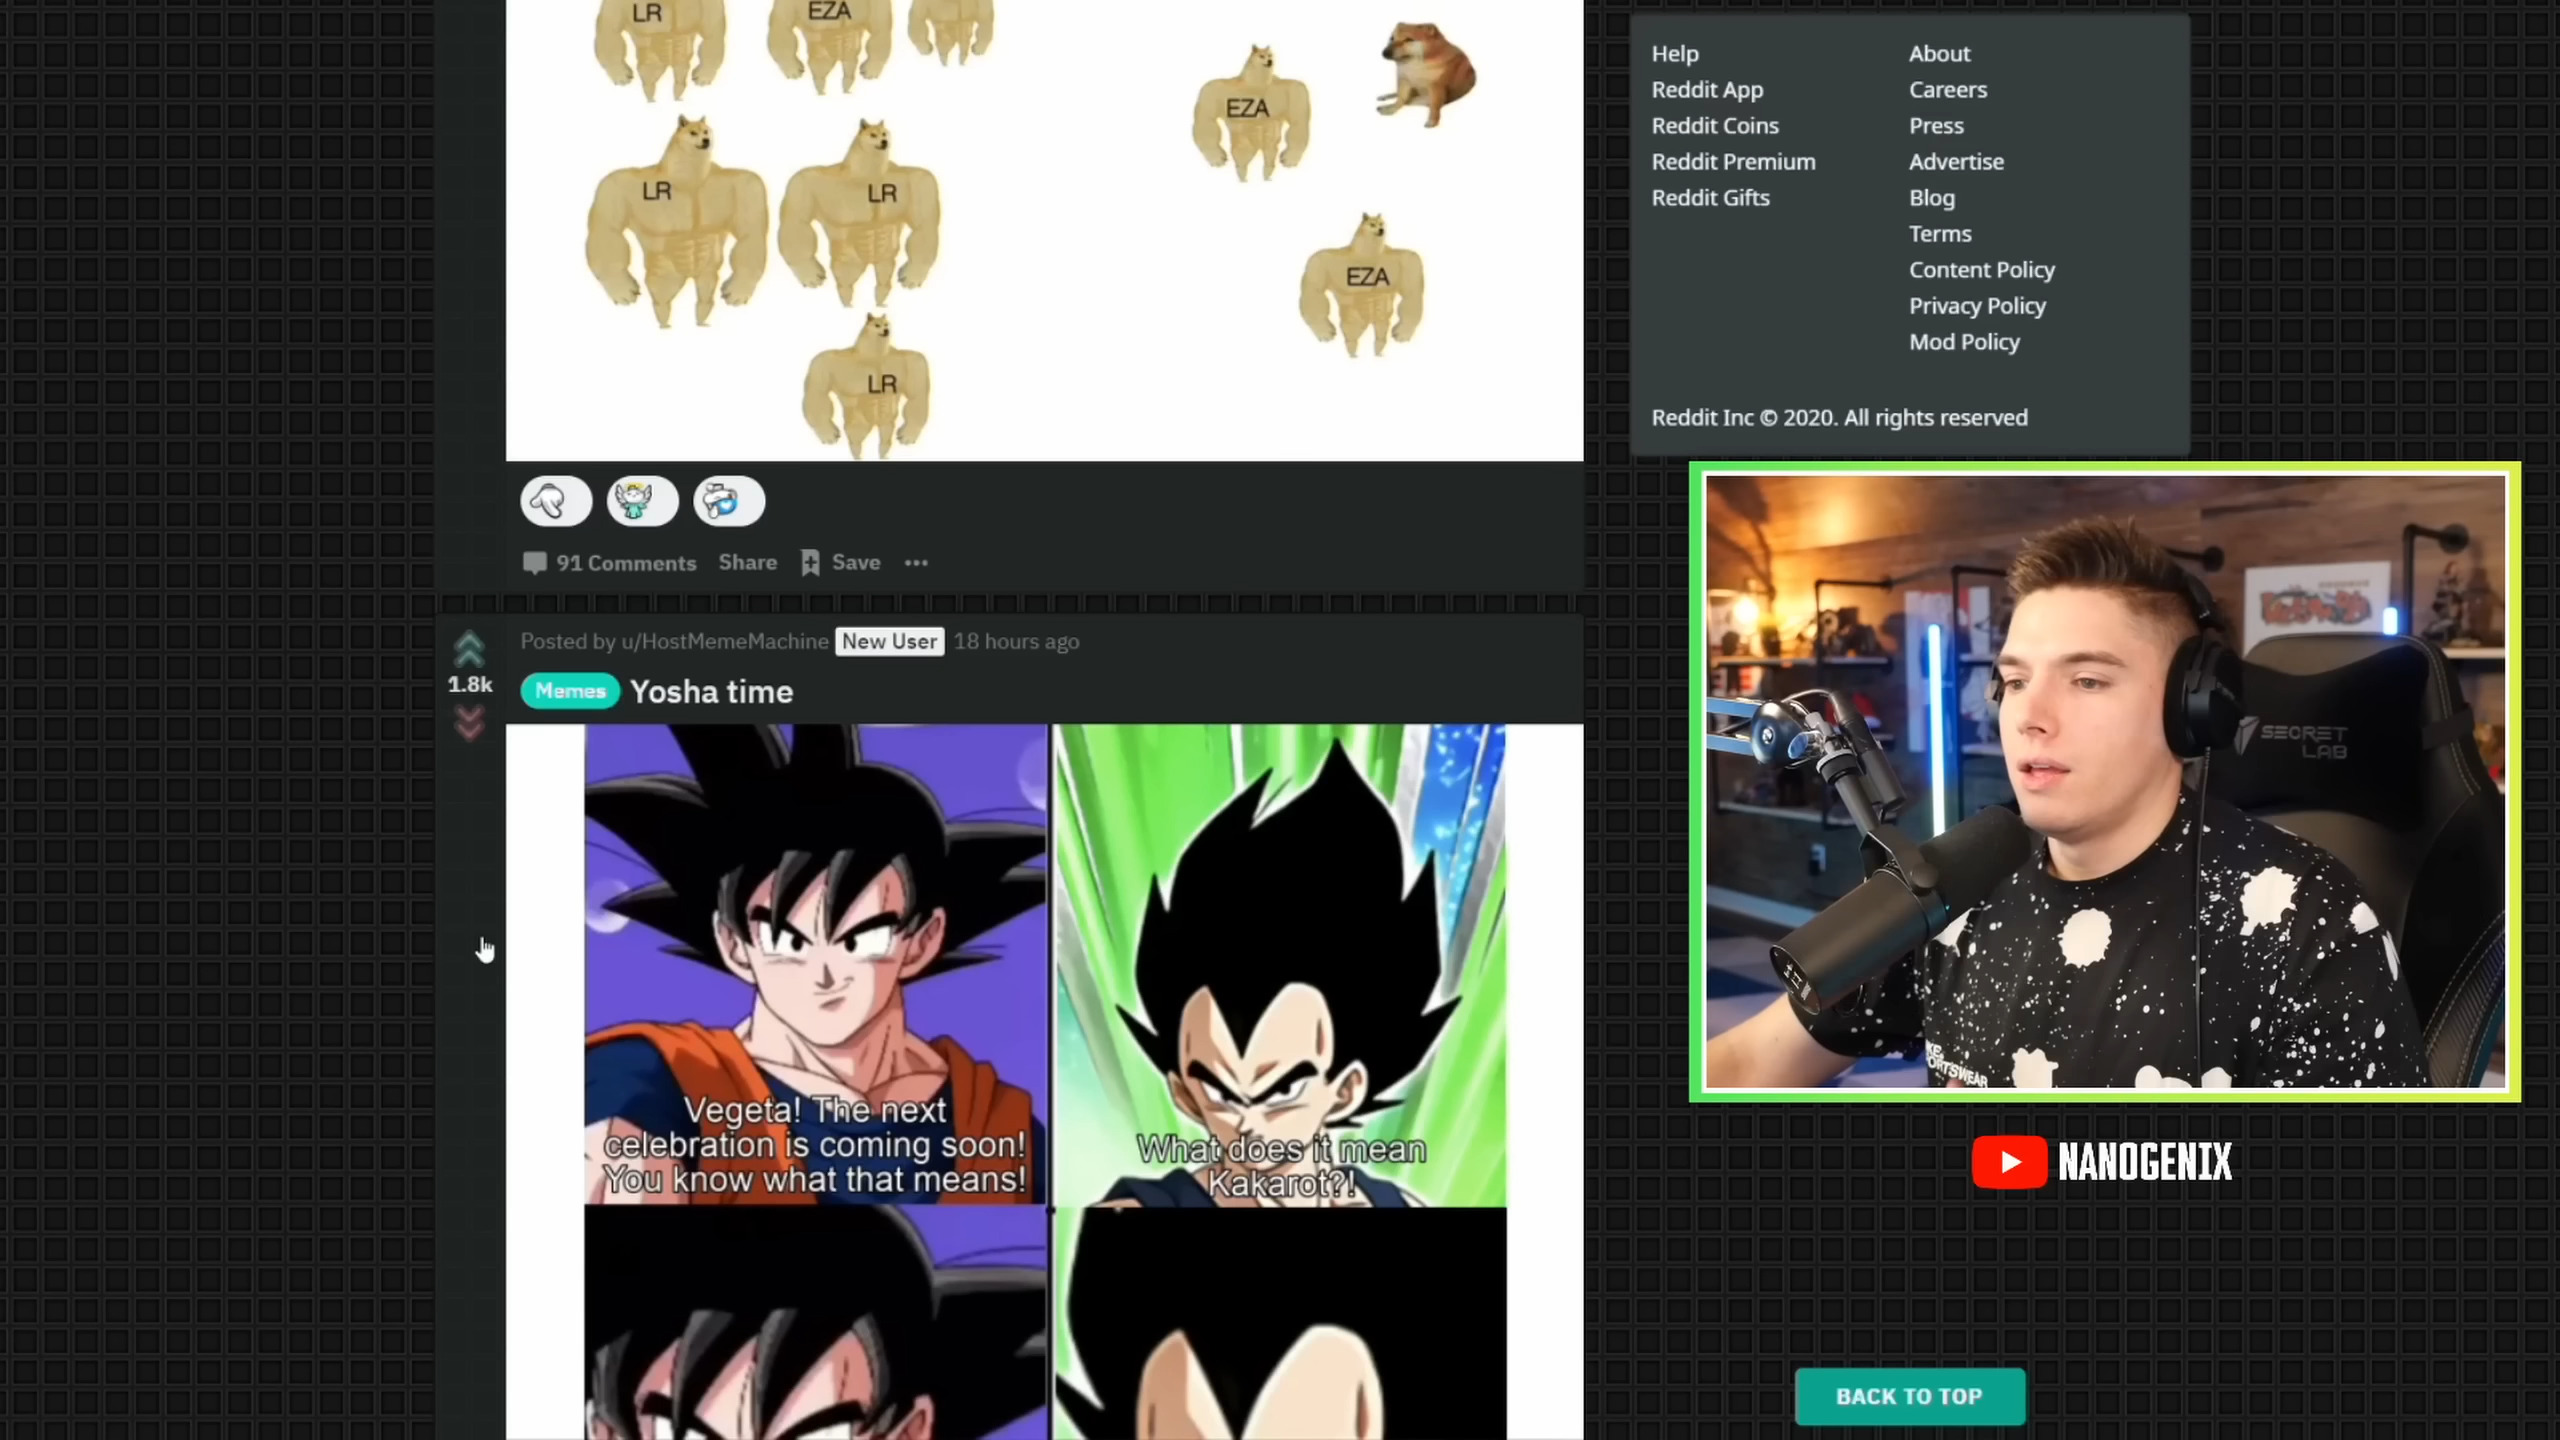 LR
EZA
EZA
LR
LR
EZA
LR
91 Comments Share Save
Posted by u/HostMemeMachine New User 18 hours ago
1.8k
Memes Yosha time
Vegeta! The next
celebration is coming soon!
You know what that means!
What does it mean
Kakarot?!
Help
Reddit App
Reddit Coins
Reddit Premium
Reddit Gifts
About
Careers
Press
Advertise
Blog
Terms
Content Policy
Privacy Policy
Mod Policy
Reddit Inc © 2020. All rights reserved
SECRET
LAB
NANOGENIX
BACK TO TOP